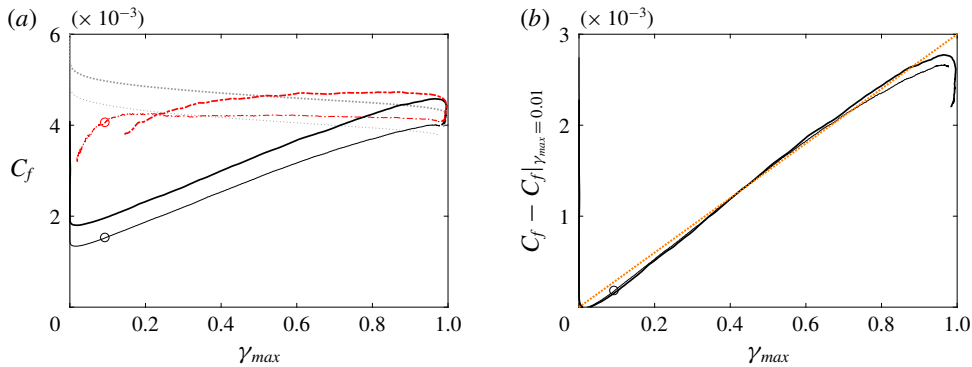 (a) (× 10⁻³)
6
4
C_f
2
0 0.2 0.4 0.6 0.8 1.0
γ_max
(b) (× 10⁻³)
3
2
C_f − C_f|γ_max = 0.01
1
0 0.2 0.4 0.6 0.8 1.0
γ_max